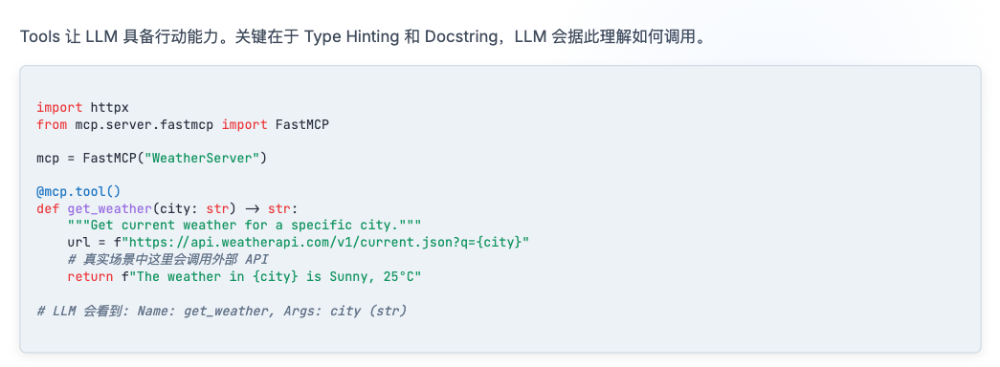 Tools 让 LLM 具备行动能力。关键在于 Type Hinting 和 Docstring，LLM 会据此理解如何调用。
import httpx
from mcp.server.fastmcp import FastMCP
mcp = FastMCP("WeatherServer")
@mcp.tool()
def get_weather(city: str) -> str:
    """Get current weather for a specific city."""
    url = f"https://api.weatherapi.com/v1/current.json?q={city}"
    # 真实场景中这里会调用外部 API
    return f"The weather in {city} is Sunny, 25°C"
# LLM 会看到: Name: get_weather, Args: city (str)